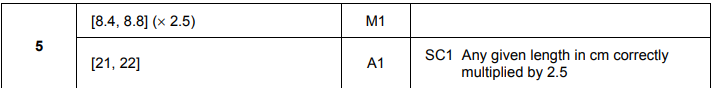 [8.4, 8.8] (× 2.5)
M1
5
[21, 22]
A1
SC1 Any given length in cm correctly
multiplied by 2.5